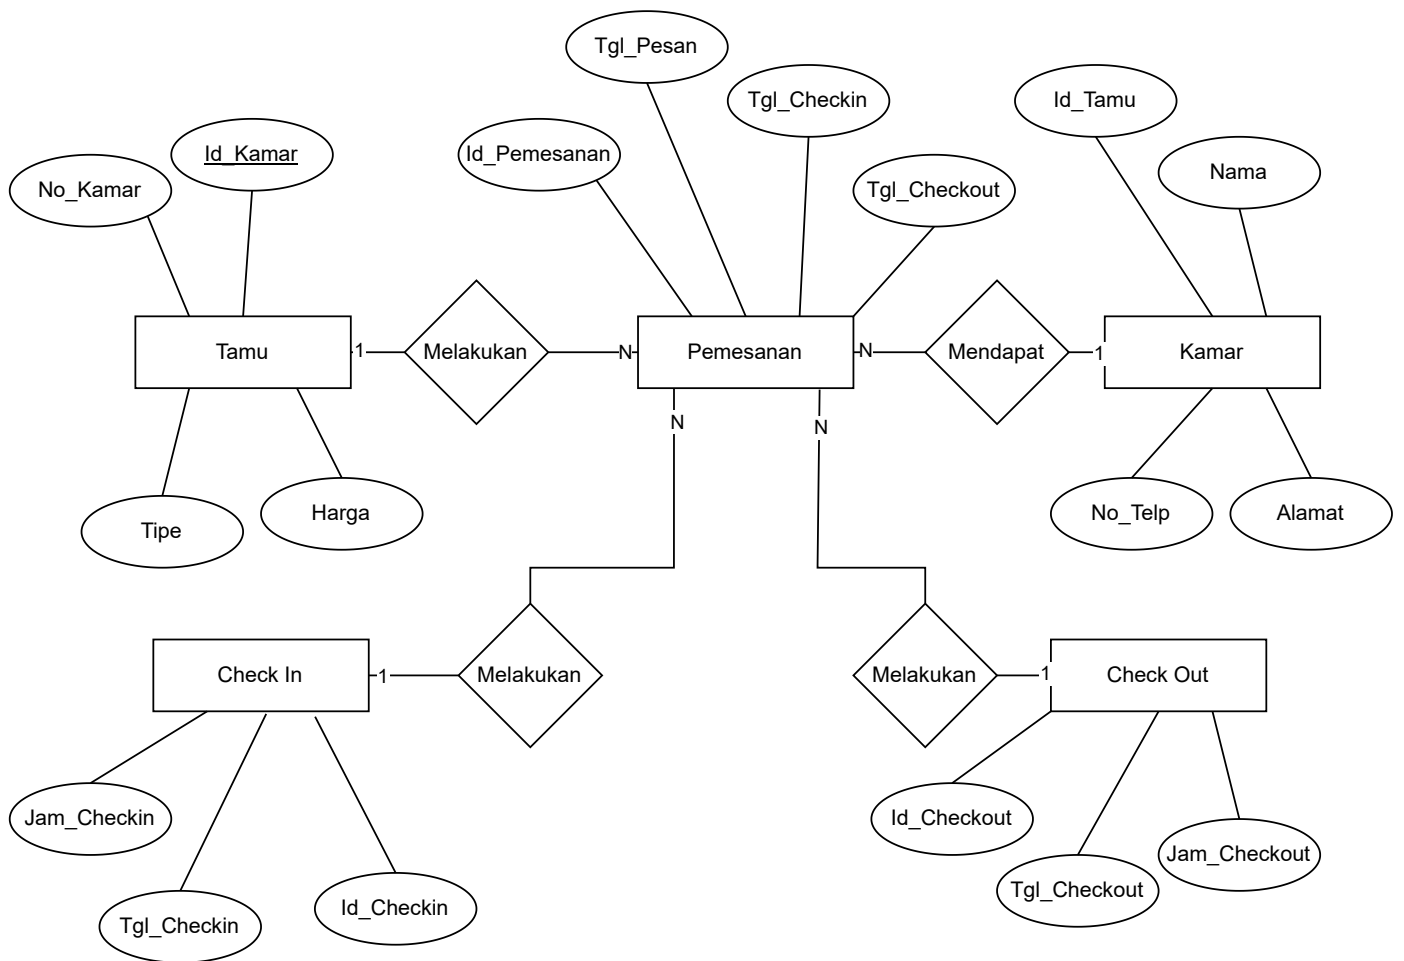 Tgl_Pesan
Tgl_Checkin
Id_Tamu
Id_Kamar
Id_Pemesanan
Nama
No_Kamar
Tgl_Checkout
Tamu
1
Melakukan
N
Pemesanan
N
Mendapat
1
Kamar
N
N
Tipe
Harga
No_Telp
Alamat
Check In
1
Melakukan
Melakukan
1
Check Out
Jam_Checkin
Id_Checkout
Jam_Checkout
Tgl_Checkin
Id_Checkin
Tgl_Checkout